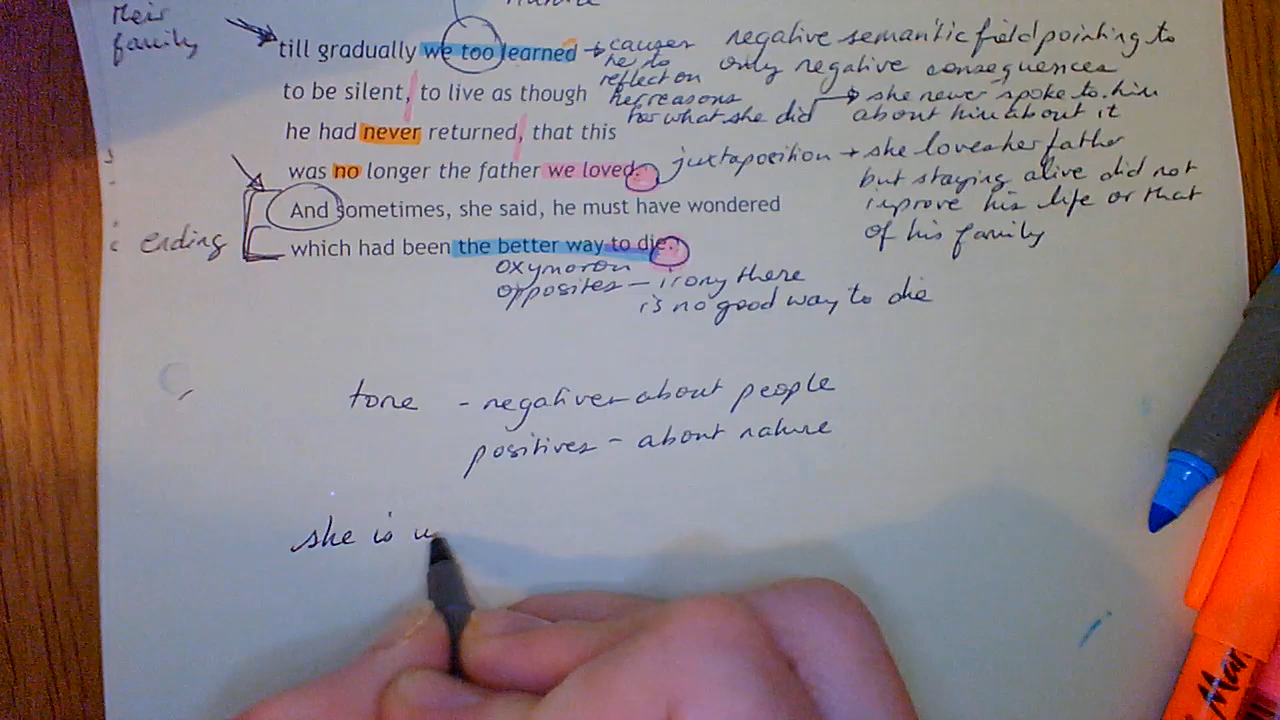 their
family
till gradually we too learned → causes
he to
reflect on
her reasons
for what she did
negative semantic field pointing to
only negative consequences
→ she never spoke to him
about him about it
to be silent, to live as though
he had never returned, that this
was no longer the father we loved.
juxtaposition → she loves her father
but staying alive did not
improve his life or that
of his family
And sometimes, she said, he must have wondered
ending
which had been the better way to die.
oxymoron
opposites - irony there
is no good way to die
tone - negatives about people
positives - about nature
she is